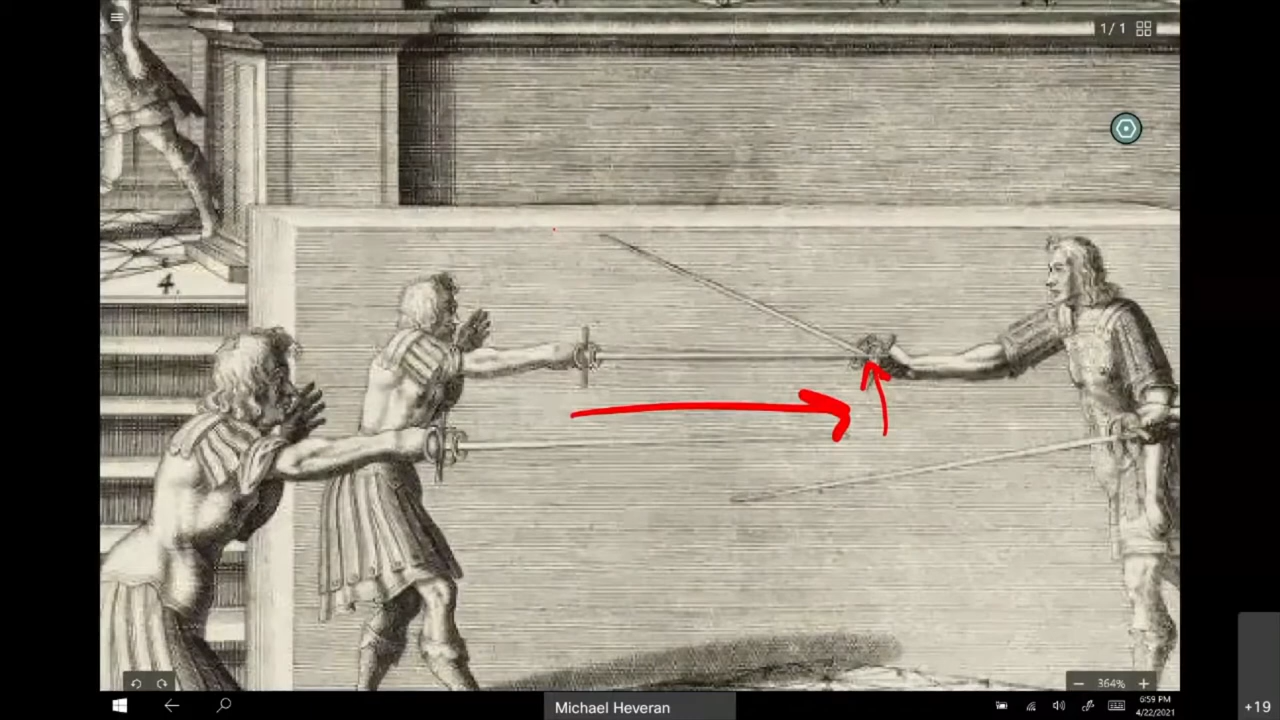 1/1
4.
364%
6:59 PM
4/22/2021
Michael Heveran
+19